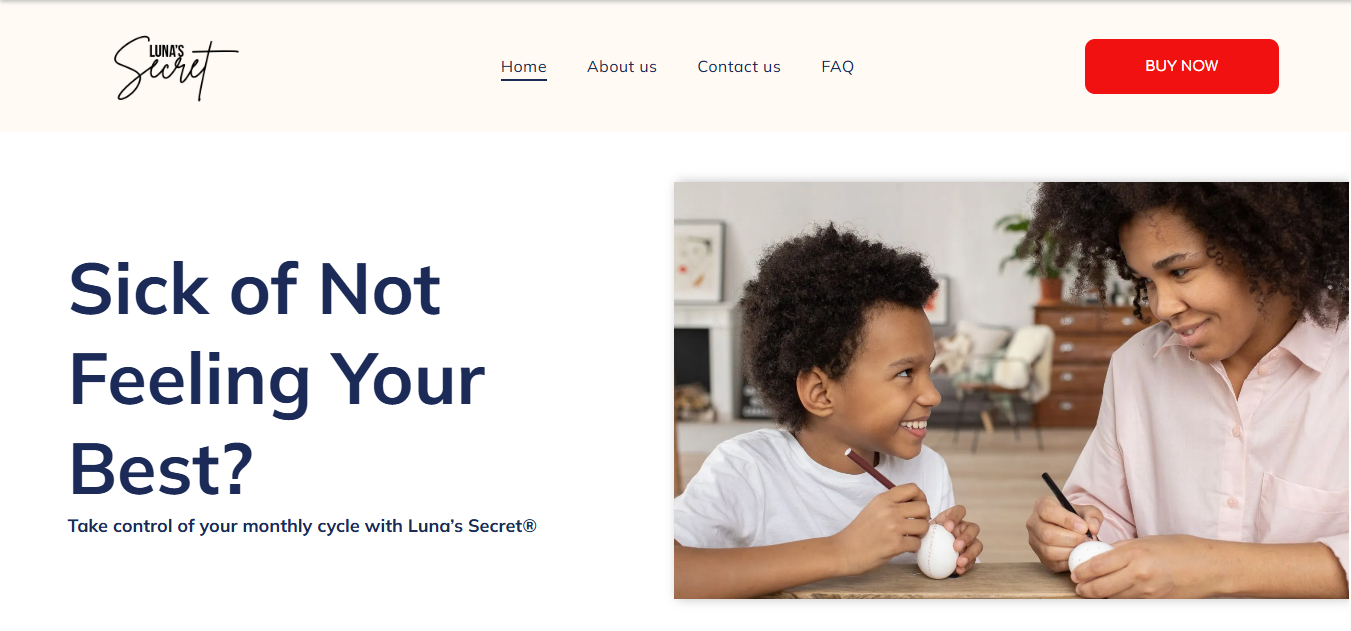 LUNA'S
Secret
Home
About us
Contact us
FAQ
BUY NOW
Sick of Not
Feeling Your
Best?
Take control of your monthly cycle with Luna's Secret®